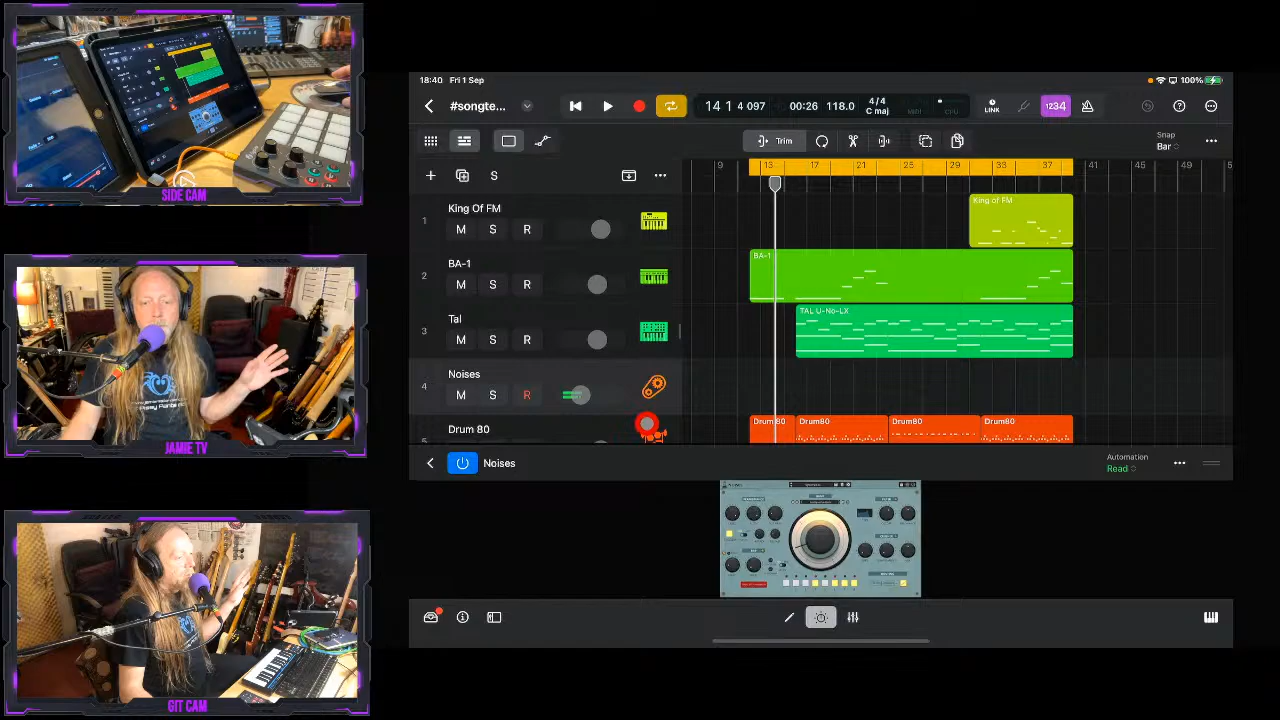 SIDE CAM
JAMIE TV
GIT CAM
18:40 Fri 1 Sep
100%
#songte...
14 1 4 097
00:26
118.0
4/4
C maj
MIDI
CPU
LINK
1234
Trim
Snap
Bar
S
9 13 17 21 25 29 33 37 41 45 49 5
1
King Of FM
M S R
King of FM
2
BA-1
M S R
BA-1
3
Tal
M S R
TAL U-No-LX
4
Noises
M S R
5
Drum 80
Drum80
Drum80
Drum80
Drum80
Noises
Automation
Read